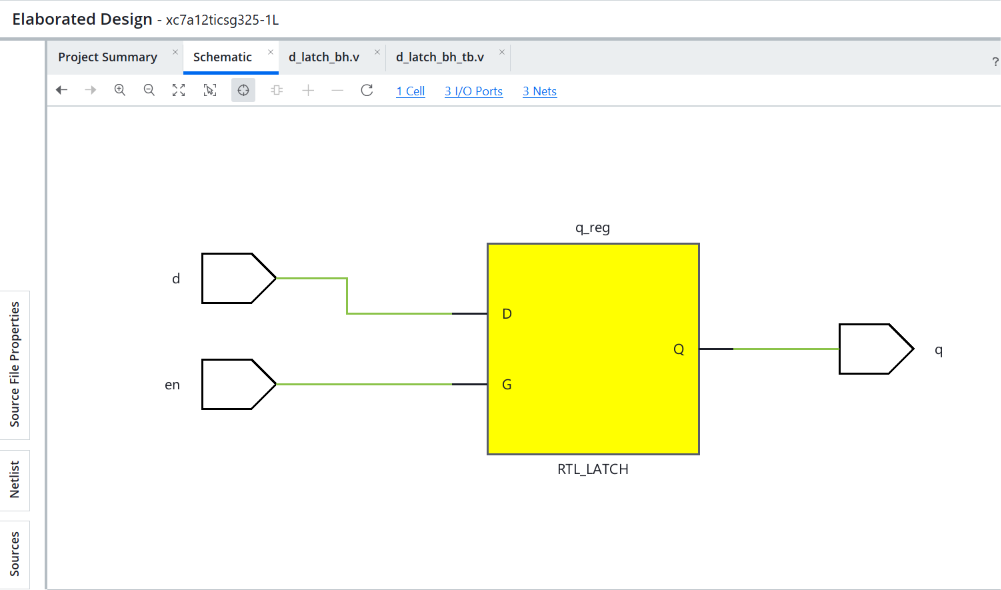 Elaborated Design - xc7a12ticsg325-1L
Project Summary × Schematic × d_latch_bh.v × d_latch_bh_tb.v ×
?
1 Cell 3 I/O Ports 3 Nets
Source File Properties
Netlist
Sources
q_reg
d
D
Q
q
en
G
RTL_LATCH